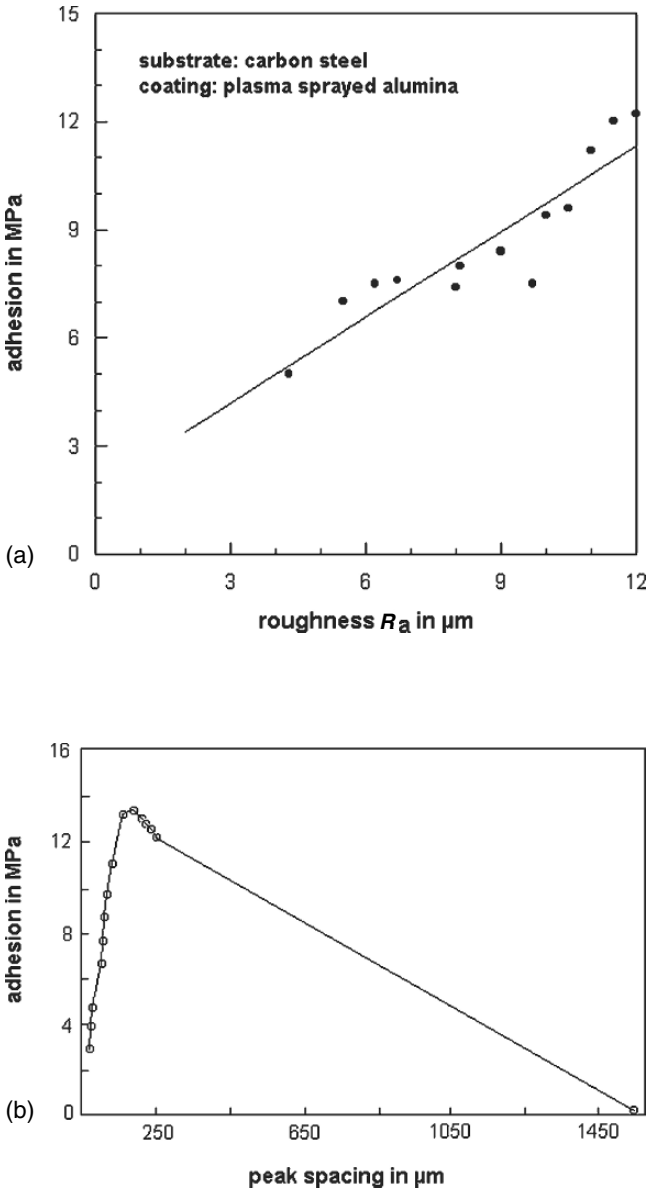 15
substrate: carbon steel
coating: plasma sprayed alumina
12
adhesion in MPa
9
6
3
0
(a)
0 3 6 9 12
roughness Ra in µm
16
12
adhesion in MPa
8
4
0
(b)
250 650 1050 1450
peak spacing in µm